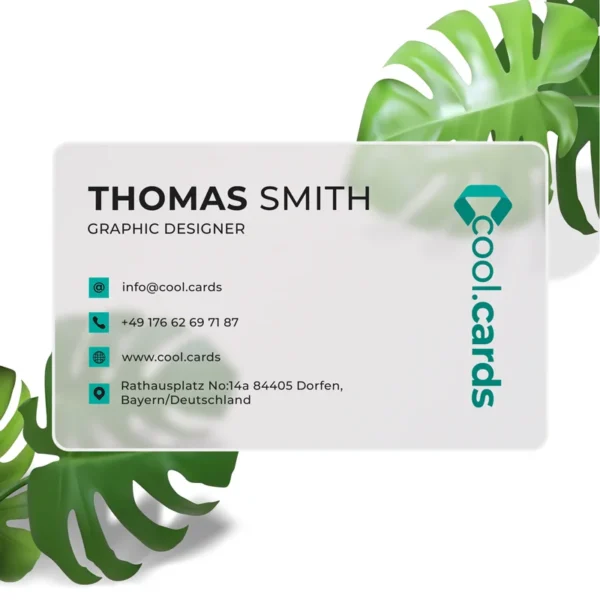 THOMAS SMITH
GRAPHIC DESIGNER
info@cool.cards
+49 176 62 69 71 87
www.cool.cards
Rathausplatz No:14a 84405 Dorfen,
Bayern/Deutschland
cool.cards